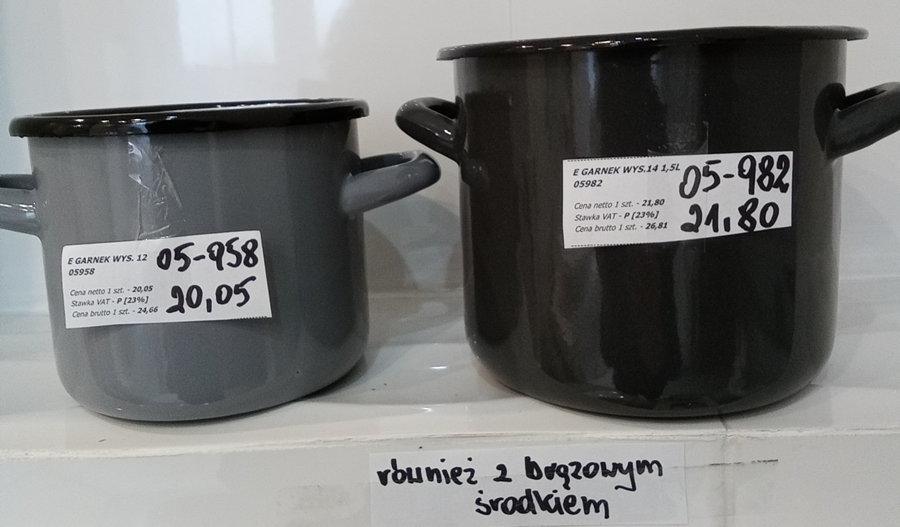 E GARNEK WYS. 12
05958
Cena netto 1 szt. - 20,05
Stawka VAT - P [23%]
Cena brutto 1 szt. - 24,66
05-958
20,05
E GARNEK WYS.14 1,5L
05982
Cena netto 1 szt. - 21,80
Stawka VAT - P [23%]
Cena brutto 1 szt. - 26,81
05-982
21.80
również z brązowym
środkiem